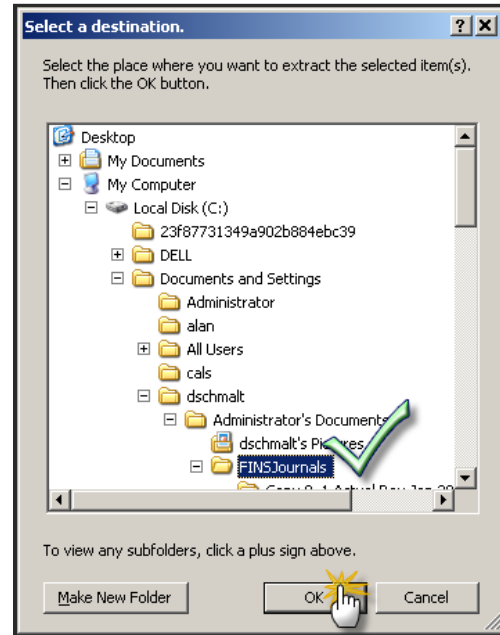 Select a destination.
Select the place where you want to extract the selected item(s).
Then click the OK button.
Desktop
My Documents
My Computer
Local Disk (C:)
23f87731349a902b884ebc39
DELL
Documents and Settings
Administrator
alan
All Users
cals
dschmalt
Administrator's Documents
dschmalt's Pictures
FINSJournals
To view any subfolders, click a plus sign above.
Make New Folder OK Cancel